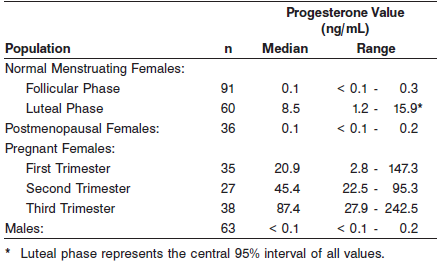 Progesterone Value
(ng/mL)
Population n Median Range
Normal Menstruating Females:
Follicular Phase 91 0.1 < 0.1 - 0.3
Luteal Phase 60 8.5 1.2 - 15.9*
Postmenopausal Females: 36 0.1 < 0.1 - 0.2
Pregnant Females:
First Trimester 35 20.9 2.8 - 147.3
Second Trimester 27 45.4 22.5 - 95.3
Third Trimester 38 87.4 27.9 - 242.5
Males: 63 < 0.1 < 0.1 - 0.2
* Luteal phase represents the central 95% interval of all values.